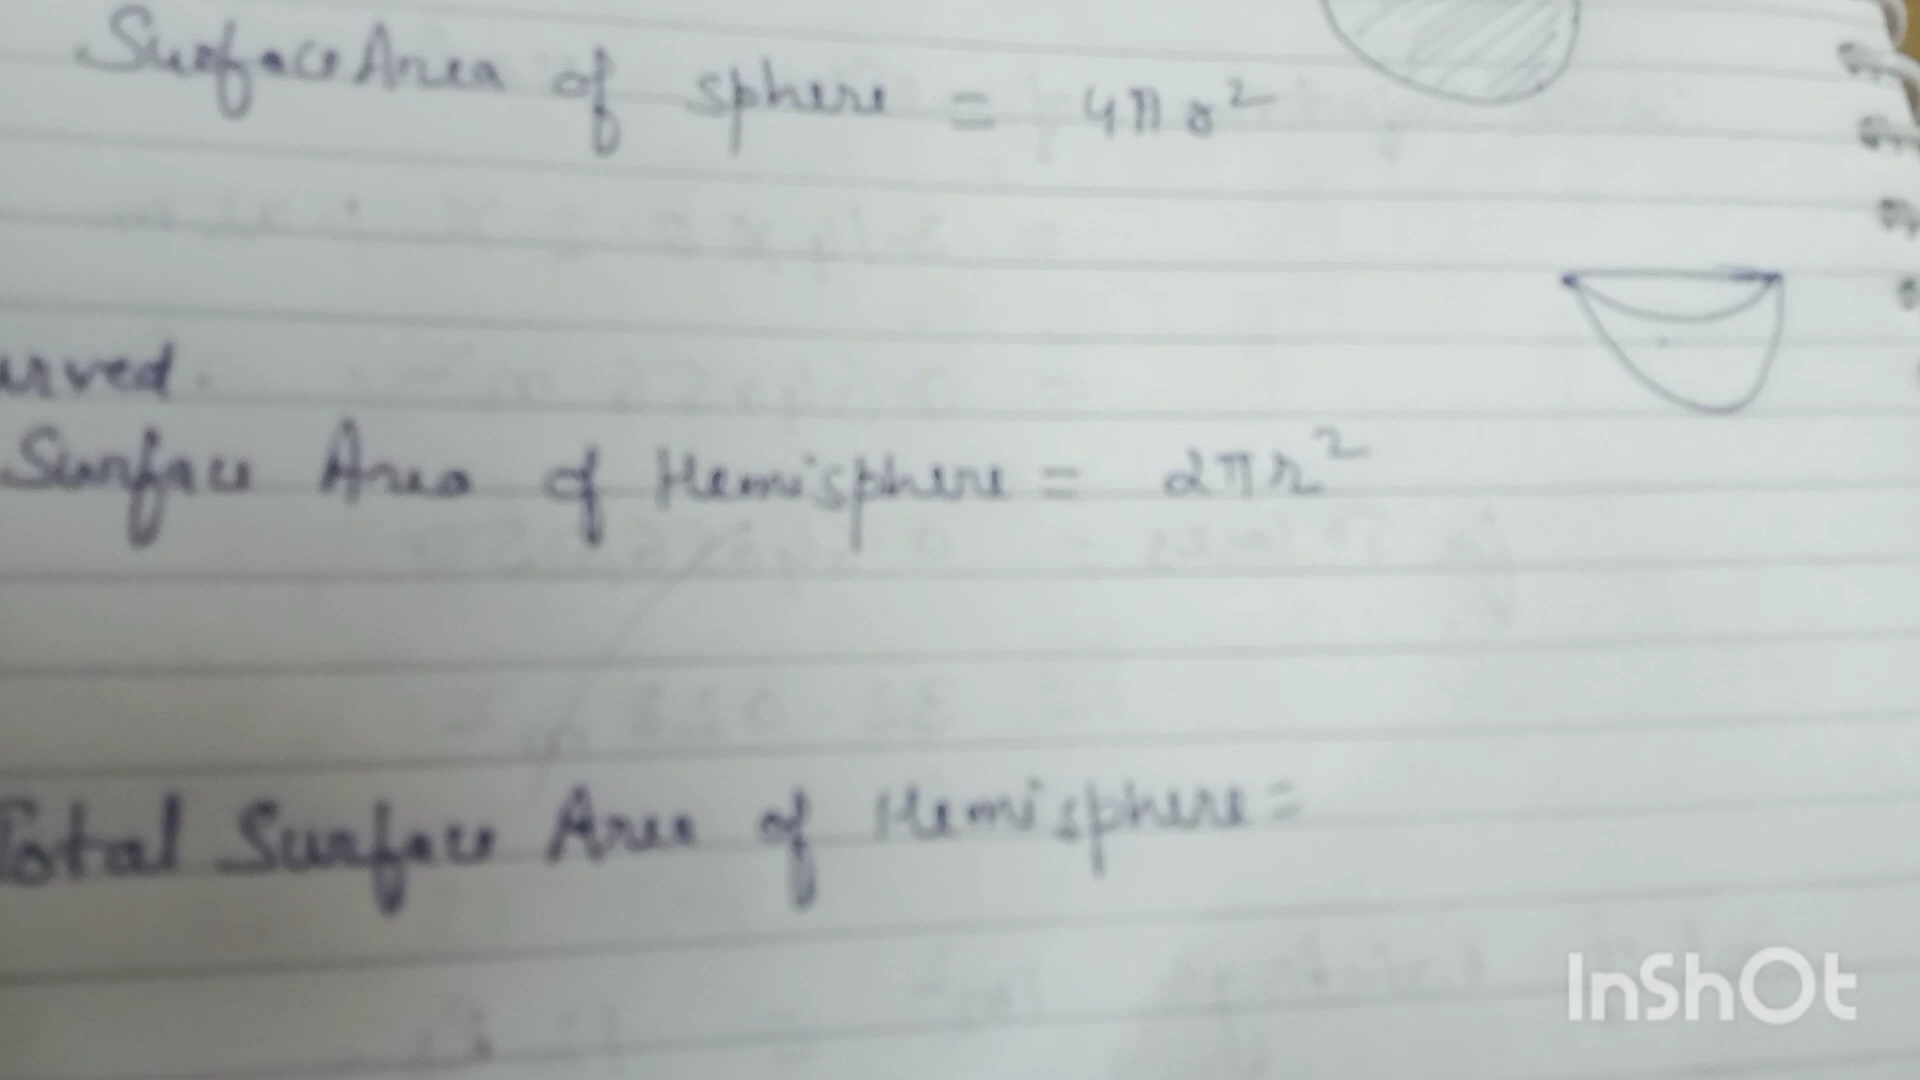 Surface Area of sphere = 4πr²
urved.
Surface Area of Hemisphere = 2πr²
Total Surface Area of Hemisphere =
InShOt